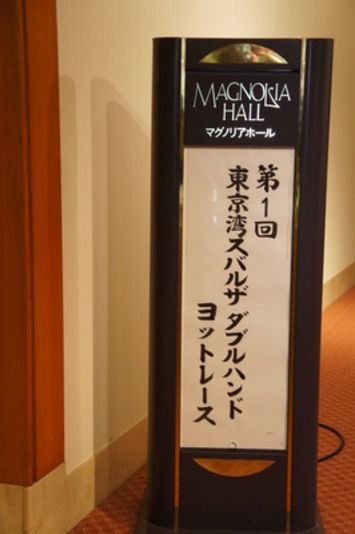 MAGNOLIA
HALL
マグノリアホール
第1回
東京湾スバルザ ダブルハンド
ヨットレース